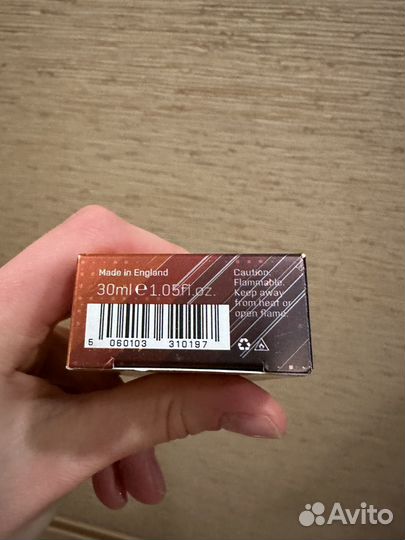 Made in England
30ml ℮ 1.05fl.oz.
5 060103 310197
Caution:
Flammable.
Keep away
from heat or
open flame.
Avito